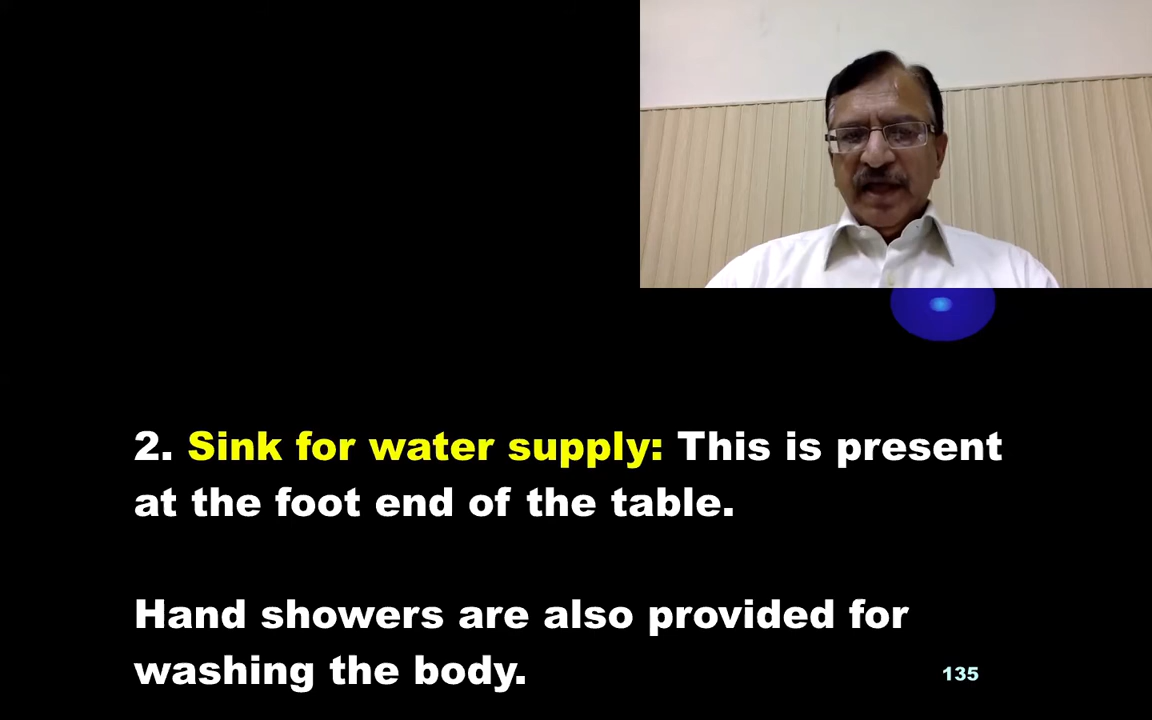 2. Sink for water supply: This is present
at the foot end of the table.
Hand showers are also provided for
washing the body.
135